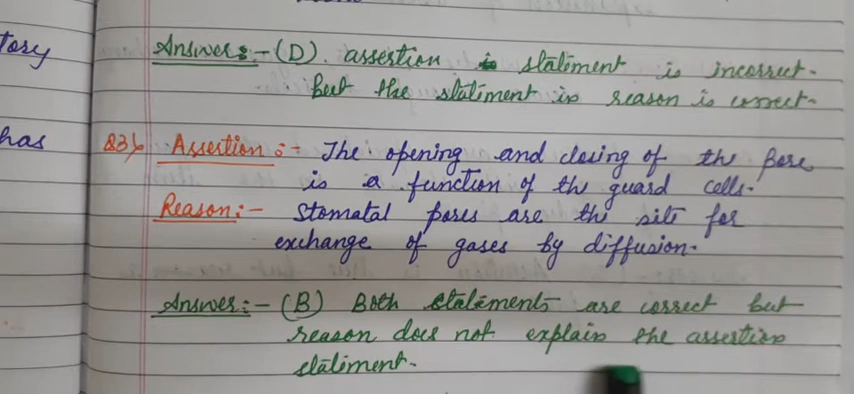 tory
Answer:- (D). assertion is statement is incorrect.
But the statement in reason is correct.
has
83) Assertion:- The opening and closing of the pore
is a function of the guard cells.
Reason:- Stomatal pores are the site for
exchange of gases by diffusion.
Answer:- (B) Both statements are correct but
reason does not explain the assertion
statement.